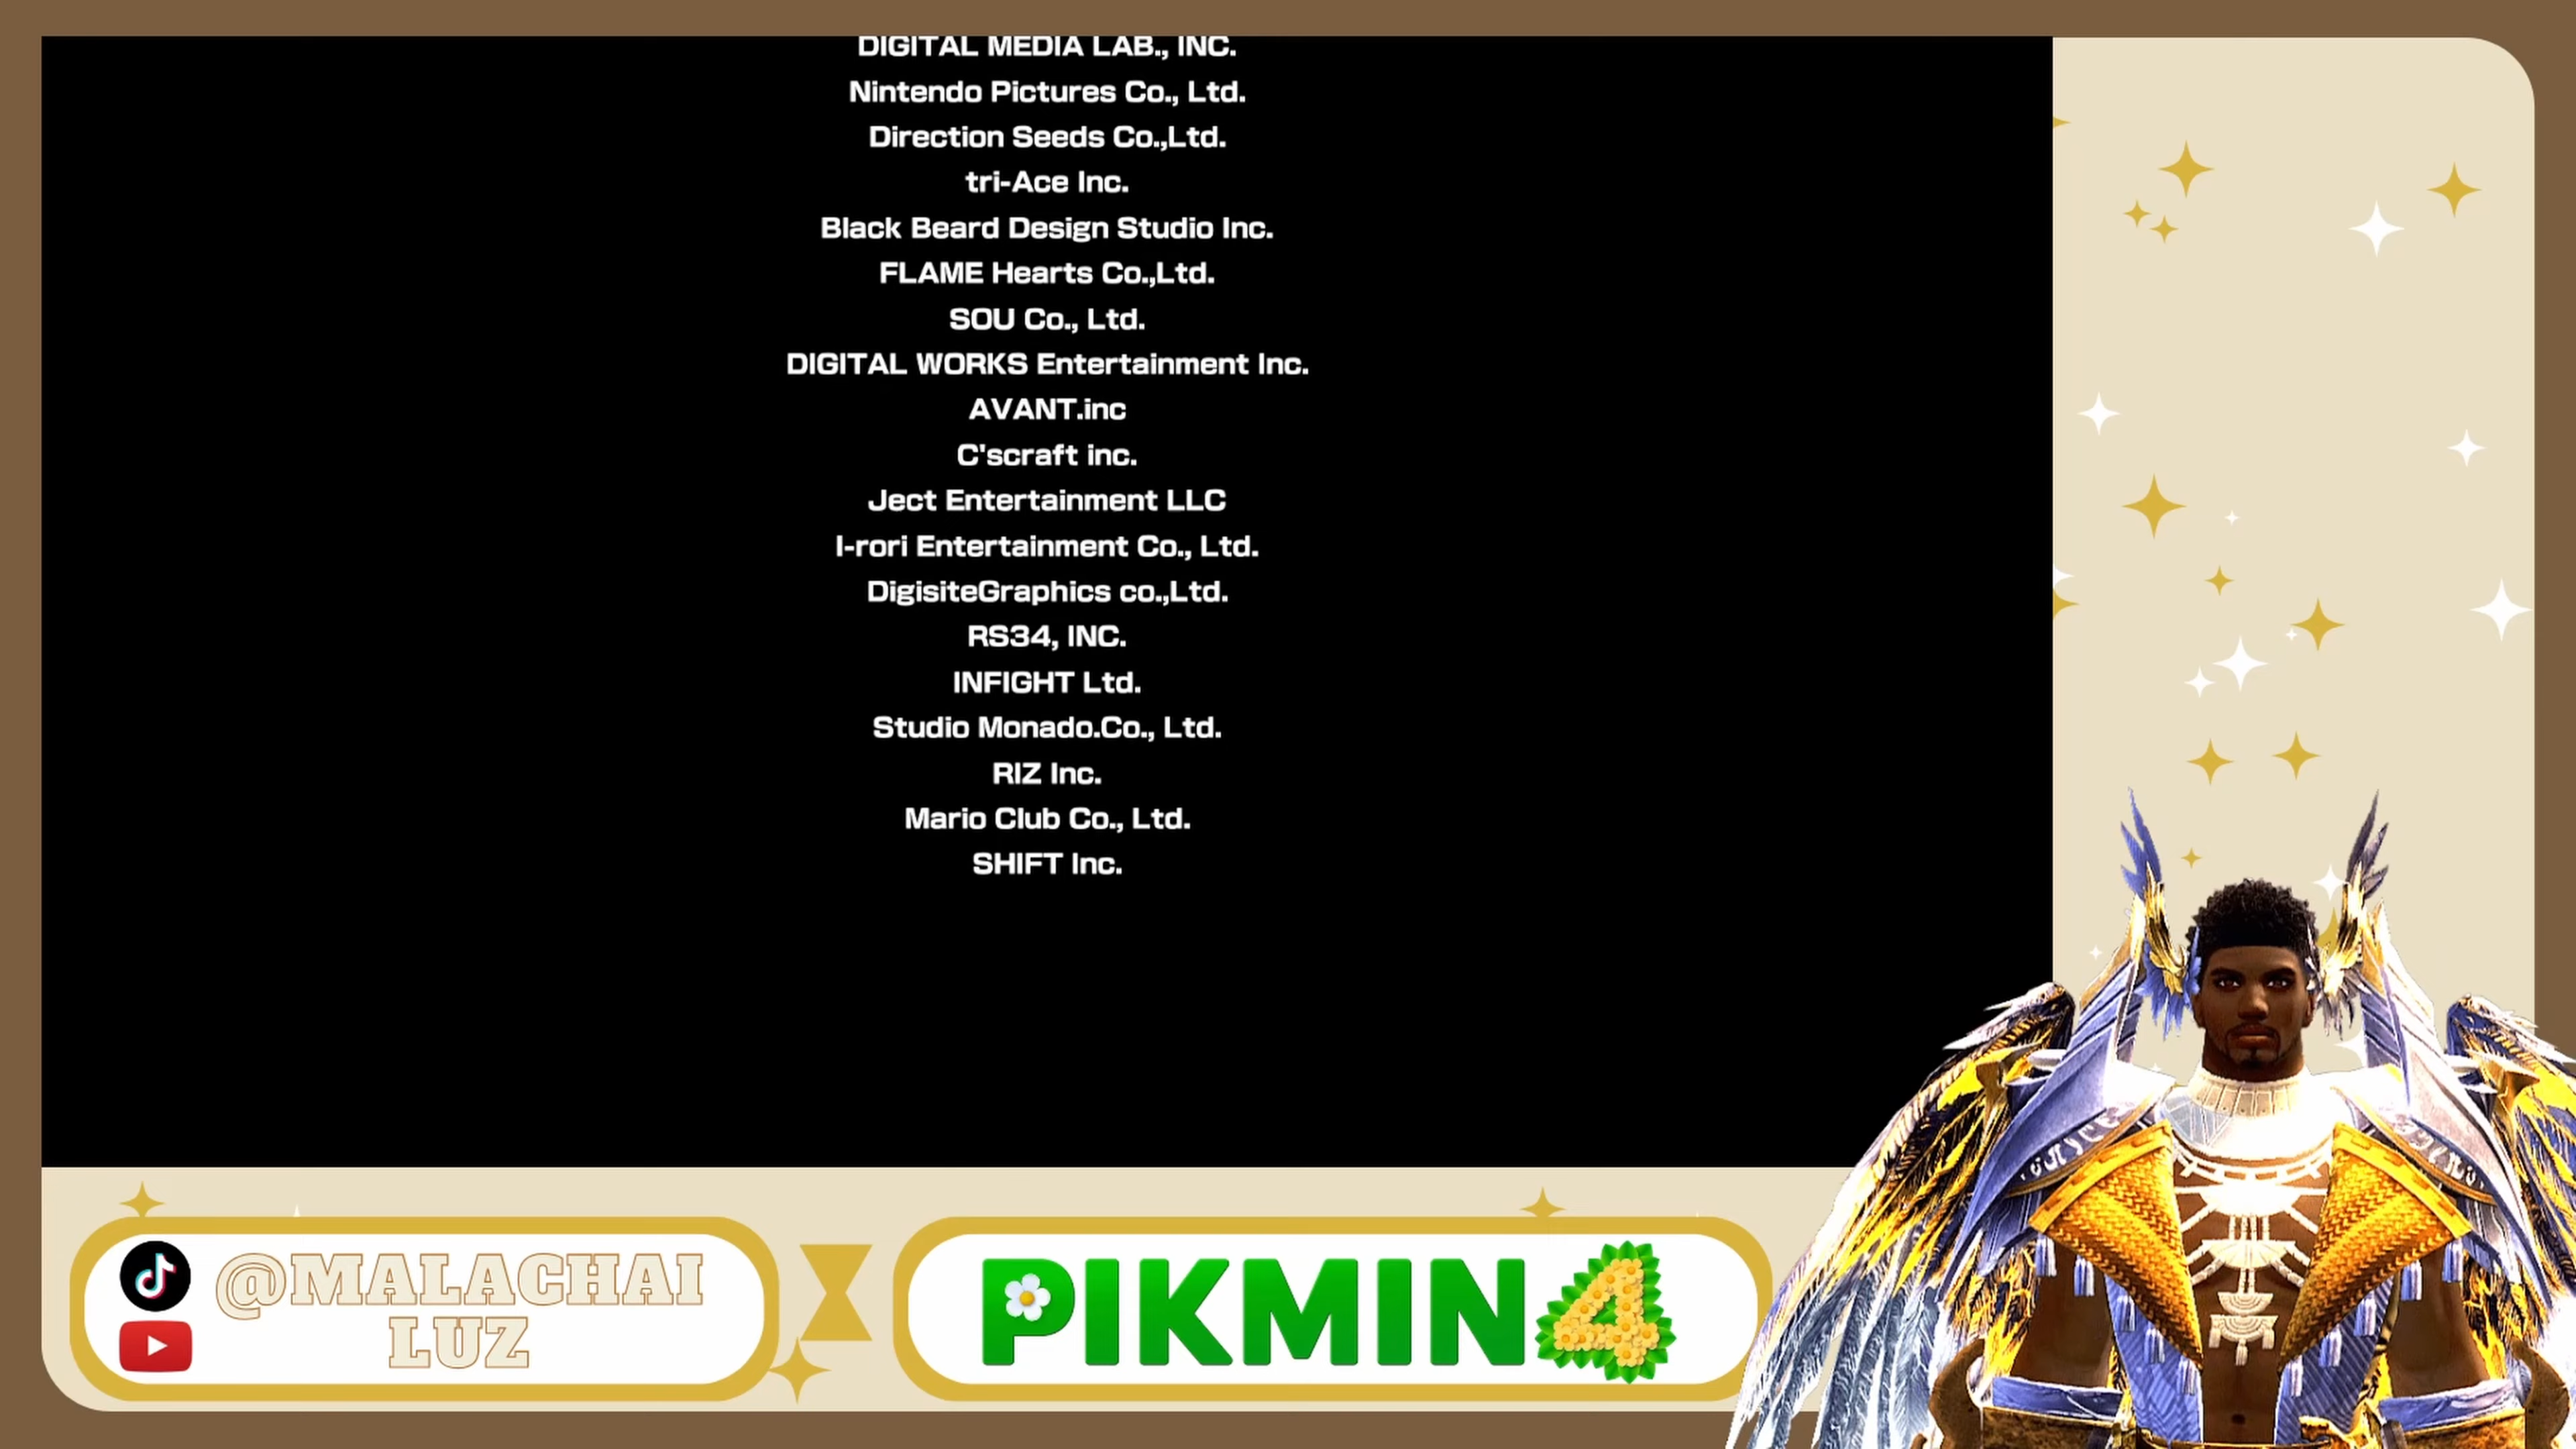 DIGITAL MEDIA LAB., INC.
Nintendo Pictures Co., Ltd.
Direction Seeds Co.,Ltd.
tri-Ace Inc.
Black Beard Design Studio Inc.
FLAME Hearts Co.,Ltd.
SOU Co., Ltd.
DIGITAL WORKS Entertainment Inc.
AVANT.inc
C'scraft inc.
Ject Entertainment LLC
I-rori Entertainment Co., Ltd.
DigisiteGraphics co.,Ltd.
RS34, INC.
INFIGHT Ltd.
Studio Monado.Co., Ltd.
RIZ Inc.
Mario Club Co., Ltd.
SHIFT Inc.
@MALACHAI
LUZ
PIKMIN4